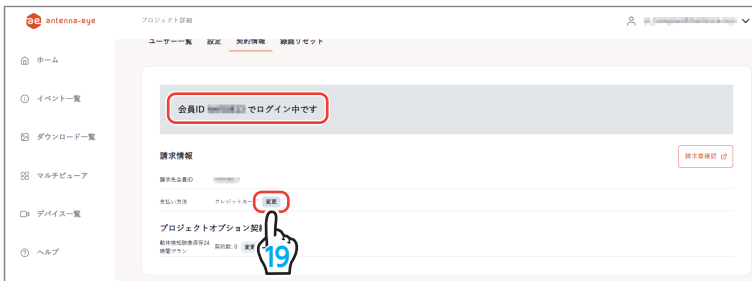 ae antenna-eye
プロジェクト詳細
ユーザー一覧 設定 契約情報 録画リセット
ホーム
イベント一覧
ダウンロード一覧
マルチビューア
デバイス一覧
ヘルプ
会員ID でログイン中です
請求情報
請求書確認
請求先会員ID
支払い方法 クレジットカー 変更
プロジェクトオプション契
動体検知録画保存24
時間プラン 契約数: 0 変
19